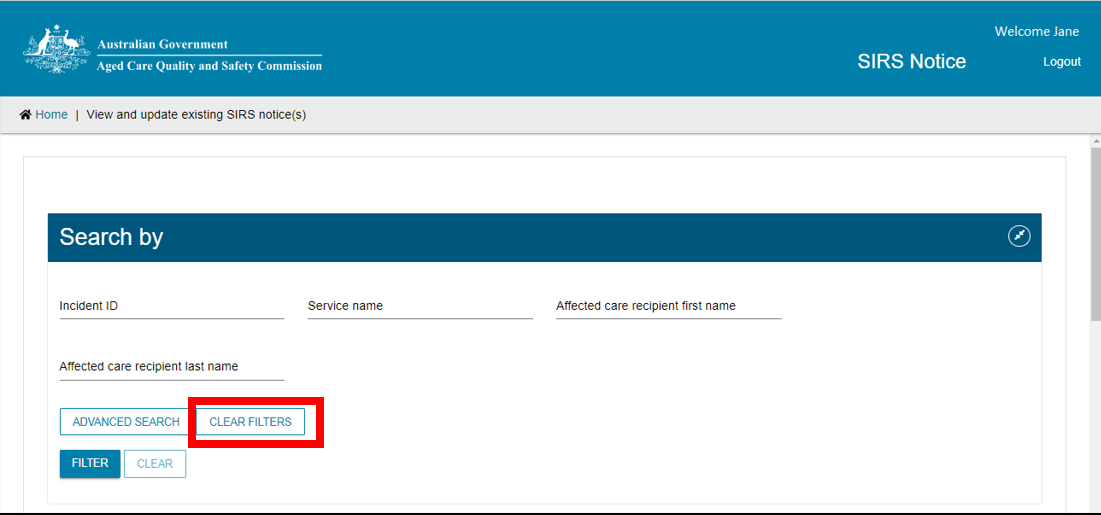 Welcome Jane
Australian Government
Aged Care Quality and Safety Commission
SIRS Notice
Logout
Home | View and update existing SIRS notice(s)
Search by
Incident ID
Service name
Affected care recipient first name
Affected care recipient last name
ADVANCED SEARCH
CLEAR FILTERS
FILTER
CLEAR